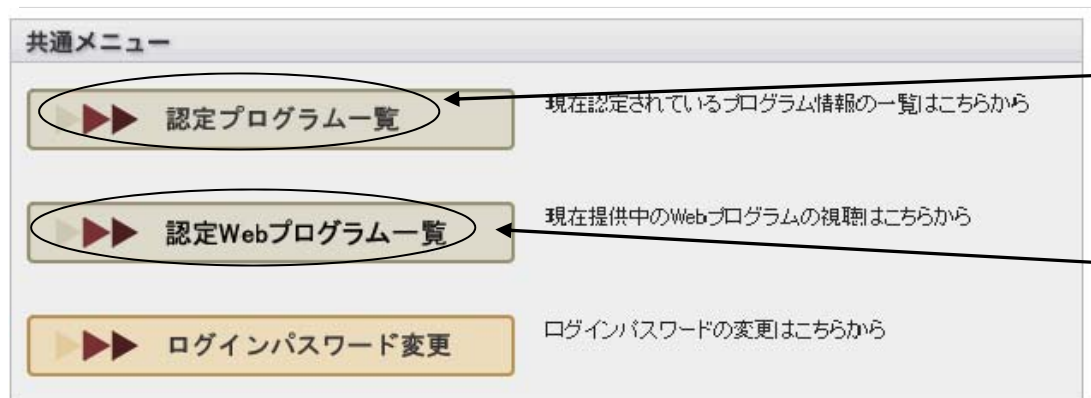 共通メニュー
認定プログラム一覧
現在認定されているプログラム情報の一覧はこちらから
認定Webプログラム一覧
現在提供中のWebプログラムの視聴はこちらから
ログインパスワード変更
ログインパスワードの変更はこちらから